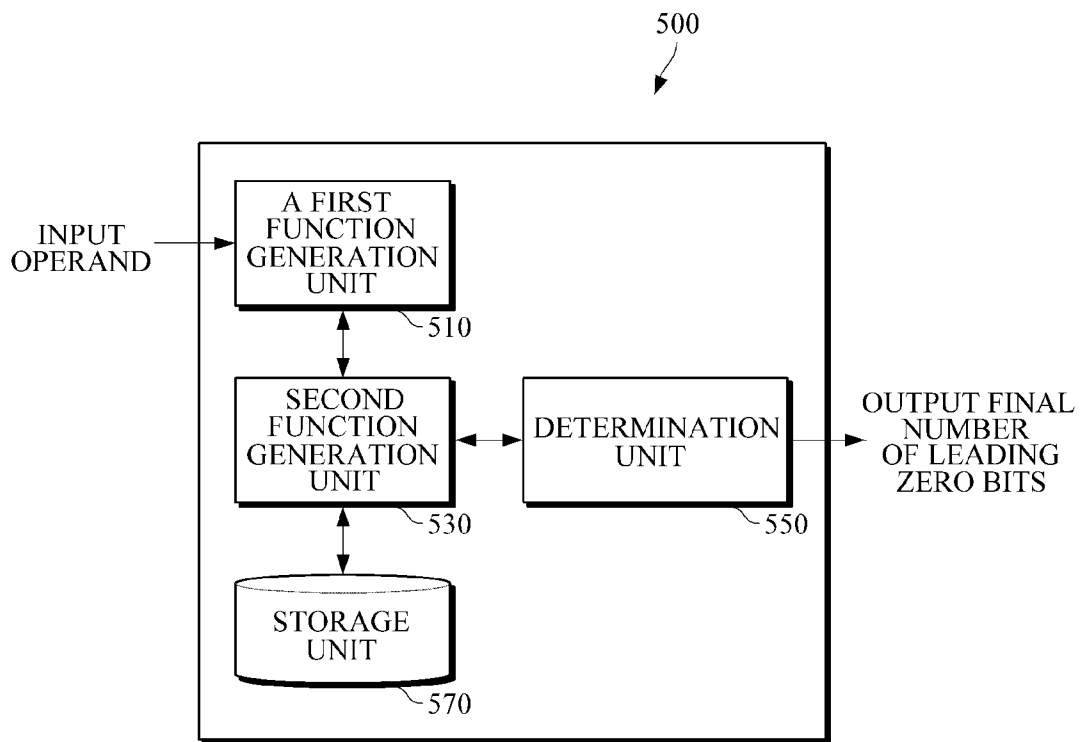 500
A FIRST
FUNCTION
GENERATION
UNIT
INPUT
OPERAND
510
SECOND
FUNCTION
GENERATION
UNIT
530
DETERMINATION
UNIT
550
OUTPUT FINAL
NUMBER
OF LEADING
ZERO BITS
STORAGE
UNIT
570